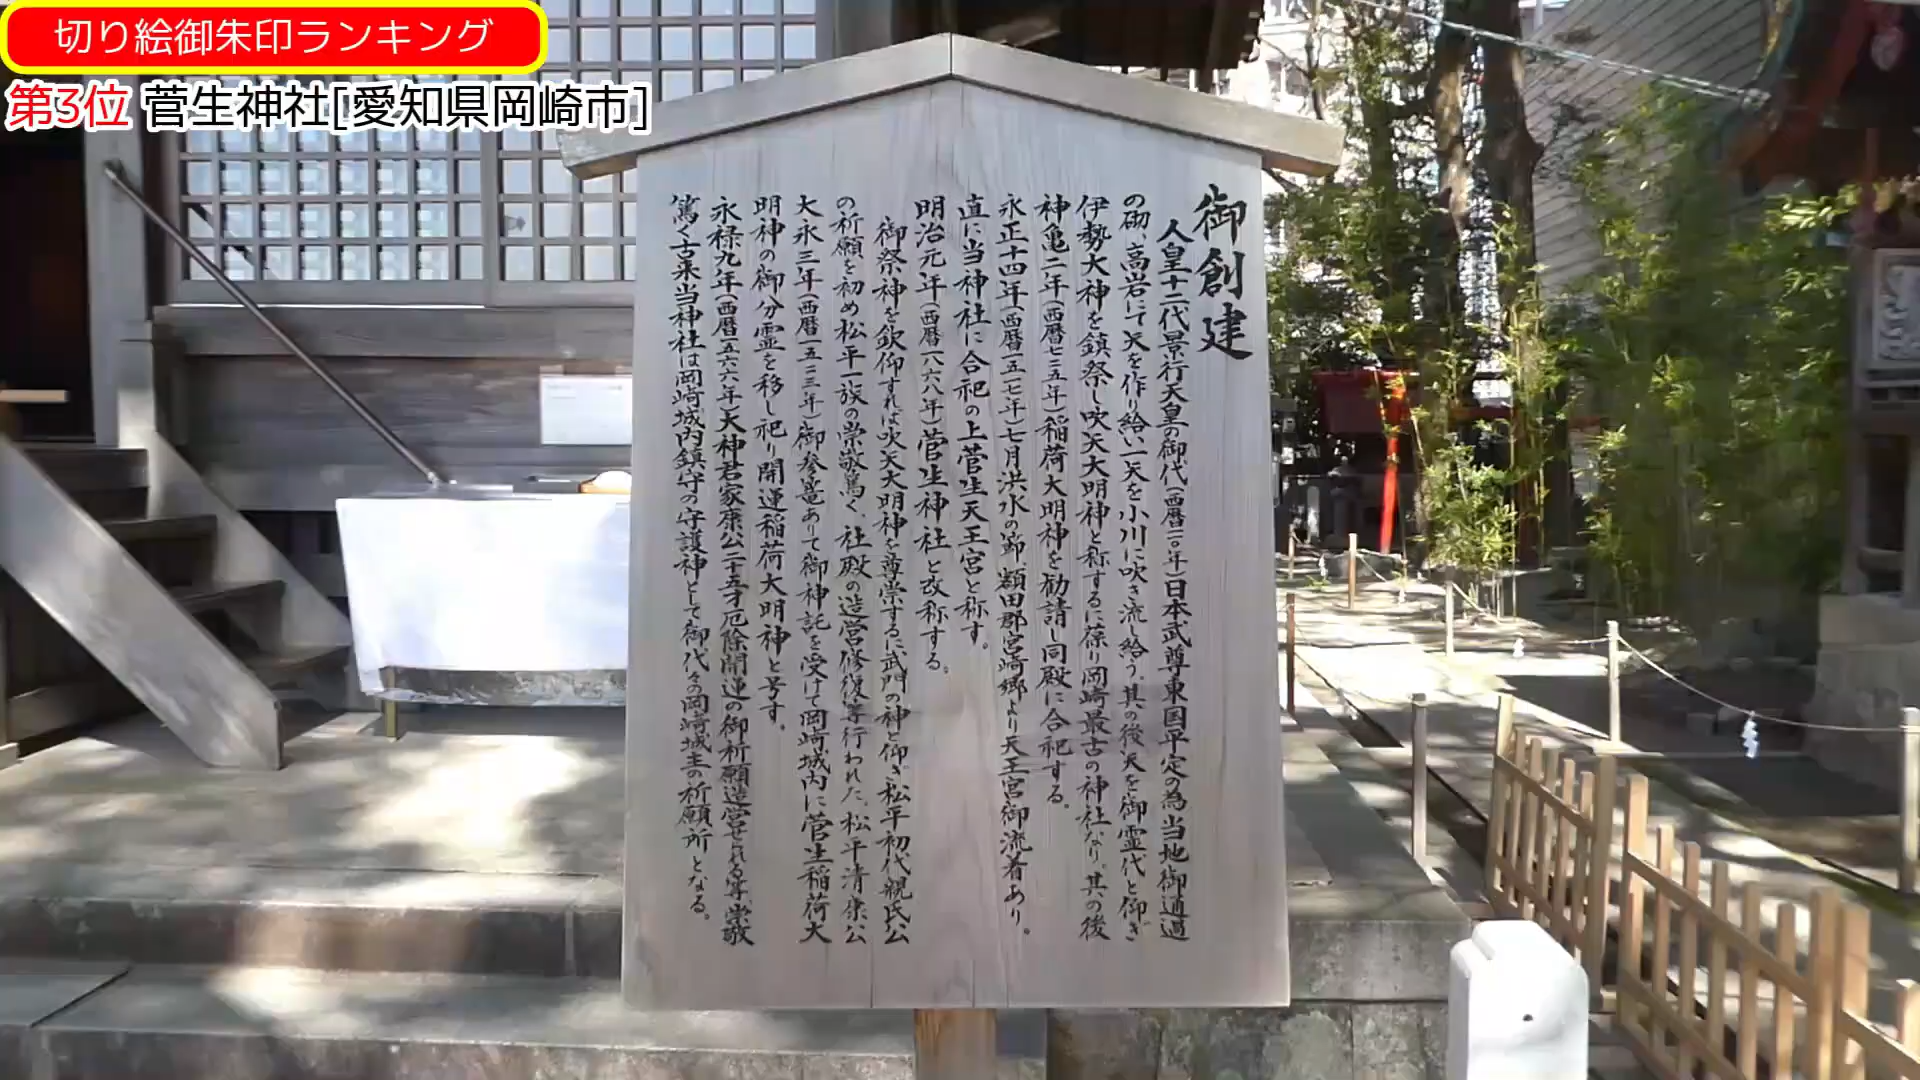 切り絵御朱印ランキング
第3位 菅生神社[愛知県岡崎市]
御創建
人皇十二代景行天皇の御代(西暦一一〇年)日本武尊東国平定の為当地御通過
の砌、高岩にて矢を作り給い一矢を小川に吹き流し給う。其の後矢を御霊代と仰ぎ
伊勢大神を鎮祭し吹矢大明神と称するに葆り岡崎最古の神社なり。其の後
神亀二年(西暦七二五年)稲荷大明神を勧請し同殿に合祀する。
永正十四年(西暦一五一七年)七月洪水の節、額田郡宮崎郷より天王宮御流着あり。
直に当神社に合祀の上菅生天王宮と称す。
明治元年(西暦一八六八年)菅生神社と改称する。
御祭神を欽仰すれば吹矢大明神を尊崇するに武門の神と仰ぎ松平初代親氏公
の祈願を初め松平一族の崇敬篤く、社殿の造営修復等行われた。松平清康公
大永三年(西暦一五二三年)御参篭ありて御神託を受けて岡崎城内に菅生稲荷大
明神の御分霊を移し祀り開運稲荷大明神と号す。
永禄九年(西暦一五六六年)大神君家康公二十五才厄除開運の御祈願造営せられる等、崇敬
篤く古来当神社は岡崎城内鎮守の守護神として御代々の岡崎城主の祈願所となる。